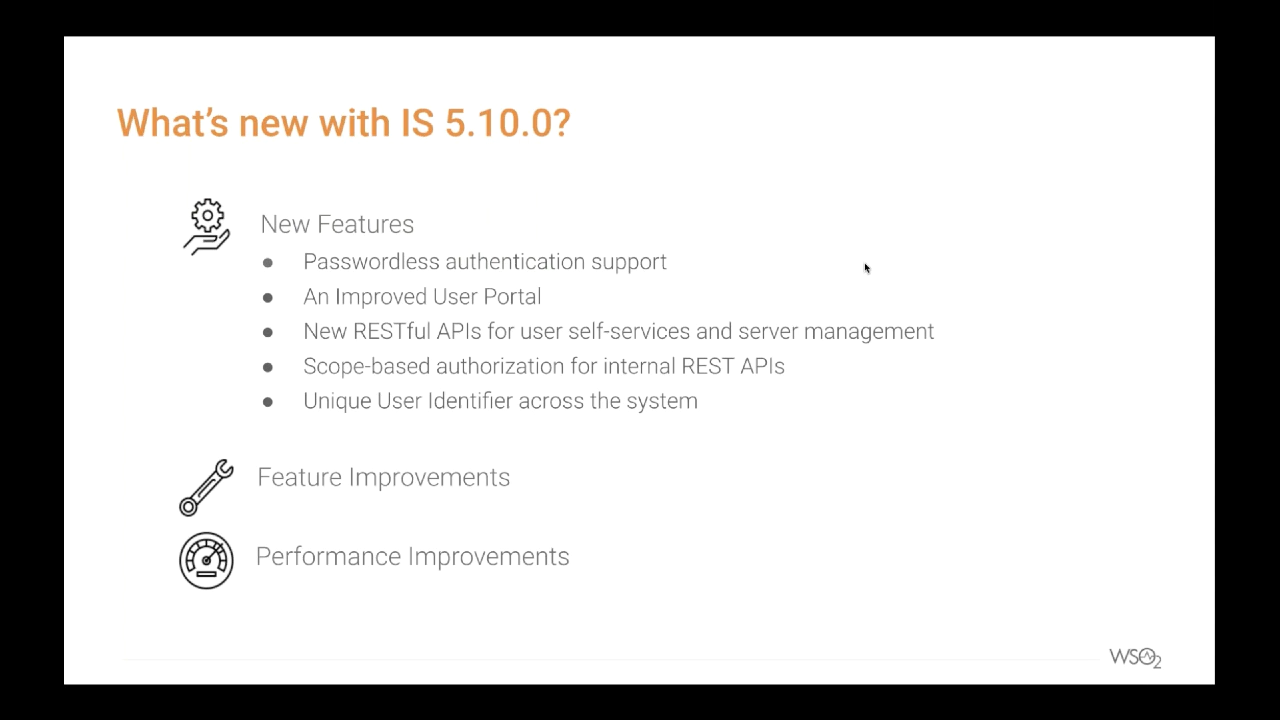 What's new with IS 5.10.0?
New Features
● Passwordless authentication support
● An Improved User Portal
● New RESTful APIs for user self-services and server management
● Scope-based authorization for internal REST APIs
● Unique User Identifier across the system
Feature Improvements
Performance Improvements
WSO2